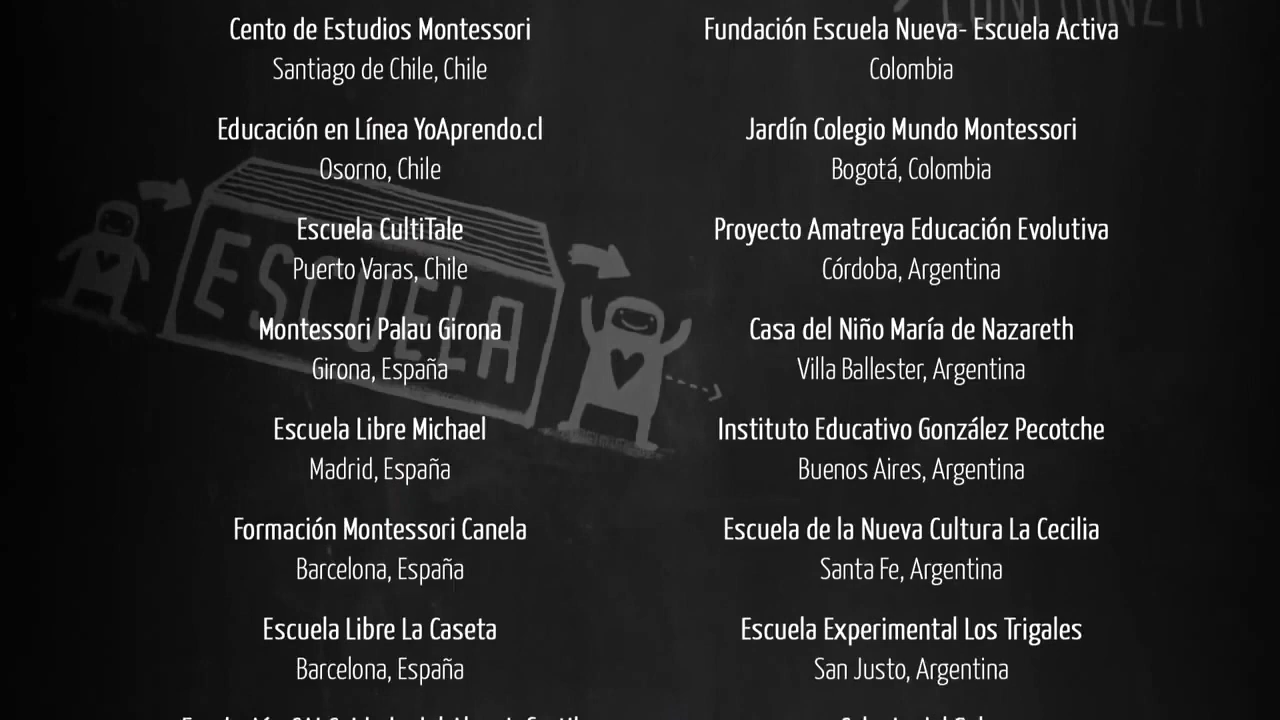 CONFIANZA
Cento de Estudios Montessori
Santiago de Chile, Chile
Educación en Línea YoAprendo.cl
Osorno, Chile
Escuela CultiTale
Puerto Varas, Chile
Montessori Palau Girona
Girona, España
Escuela Libre Michael
Madrid, España
Formación Montessori Canela
Barcelona, España
Escuela Libre La Caseta
Barcelona, España
Fundación Escuela Nueva- Escuela Activa
Colombia
Jardín Colegio Mundo Montessori
Bogotá, Colombia
Proyecto Amatreya Educación Evolutiva
Córdoba, Argentina
Casa del Niño María de Nazareth
Villa Ballester, Argentina
Instituto Educativo González Pecotche
Buenos Aires, Argentina
Escuela de la Nueva Cultura La Cecilia
Santa Fe, Argentina
Escuela Experimental Los Trigales
San Justo, Argentina
ESCUELA